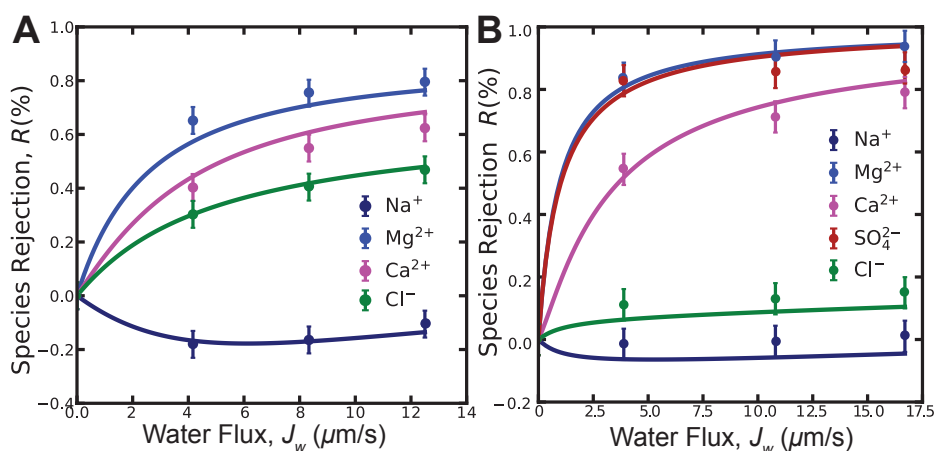 A
Species Rejection, R(%)
1.0
0.8
0.6
0.4
0.2
0.0
−0.2
−0.4
0.0
2
4
6
8
10
12
14
Water Flux, J_w (μm/s)
Na⁺
Mg²⁺
Ca²⁺
Cl⁻
B
Species Rejection R(%)
1.0
0.8
0.6
0.4
0.2
0.0
−0.2
0
2.5
5.0
7.5
10.0
12.5
15.0
17.5
Water Flux, J_w (μm/s)
Na⁺
Mg²⁺
Ca²⁺
SO₄²⁻
Cl⁻